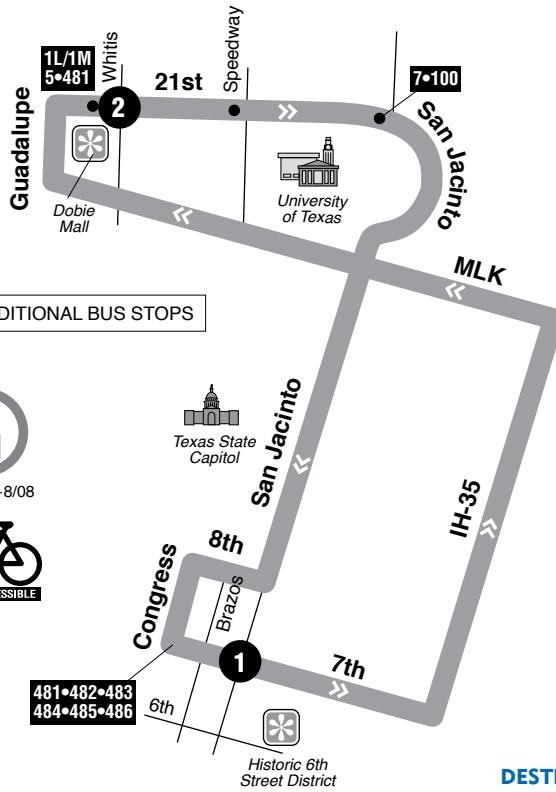 1L/1M
5•481
Whitis
21st
Speedway
7•100
San Jacinto
2
Guadalupe
Dobie
Mall
University
of Texas
MLK
DITIONAL BUS STOPS
Texas State
Capitol
San Jacinto
IH-35
8/08
8th
Congress
Brazos
ESSIBLE
1
7th
481•482•483
484•485•486
6th
Historic 6th
Street District
DESTI